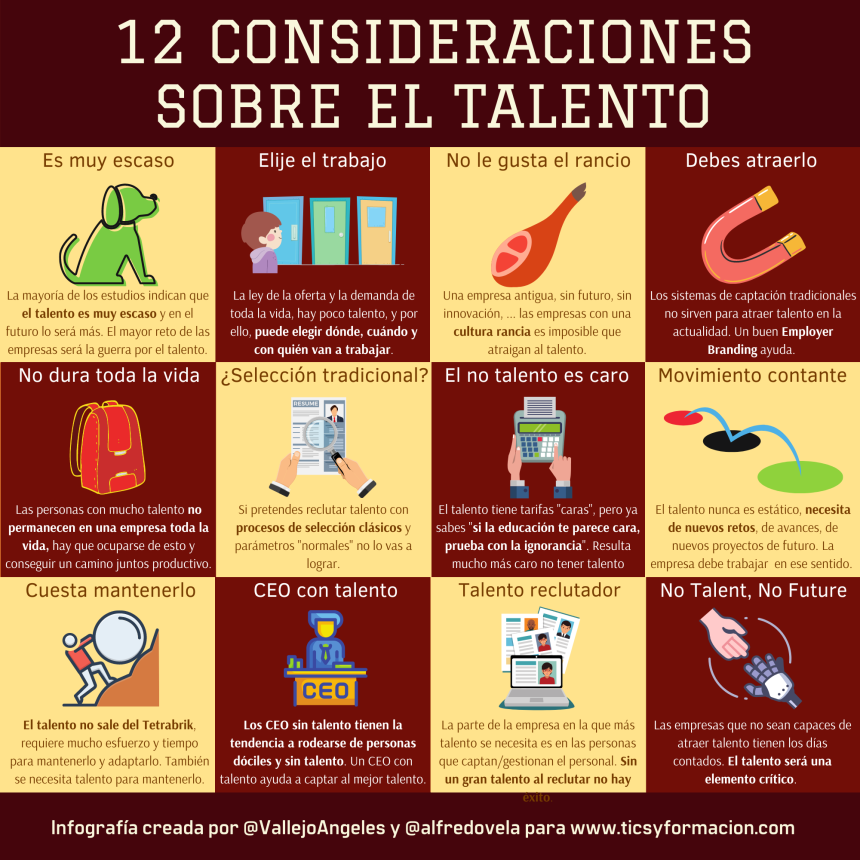 12 CONSIDERACIONES
SOBRE EL TALENTO
Es muy escaso
La mayoría de los estudios indican que
el talento es muy escaso y en el
futuro lo será más. El mayor reto de las
empresas será la guerra por el talento.
Elije el trabajo
La ley de la oferta y la demanda de
toda la vida, hay poco talento, y por
ello, puede elegir dónde, cuándo y
con quién van a trabajar.
No le gusta el rancio
Una empresa antigua, sin futuro, sin
innovación, ... las empresas con una
cultura rancia es imposible que
atraigan al talento.
Debes atraerlo
Los sistemas de captación tradicionales
no sirven para atraer talento en la
actualidad. Un buen Employer
Branding ayuda.
No dura toda la vida
Las personas con mucho talento no
permanecen en una empresa toda la
vida, hay que ocuparse de esto y
conseguir un camino juntos productivo.
¿Selección tradicional?
RESUME
Si pretendes reclutar talento con
procesos de selección clásicos y
parámetros "normales" no lo vas a
lograr.
El no talento es caro
El talento tiene tarifas "caras", pero ya
sabes "si la educación te parece cara,
prueba con la ignorancia". Resulta
mucho más caro no tener talento
Movimiento contante
El talento nunca es estático, necesita
de nuevos retos, de avances, de
nuevos proyectos de futuro. La
empresa debe trabajar en ese sentido.
Cuesta mantenerlo
El talento no sale del Tetrabrik,
requiere mucho esfuerzo y tiempo
para mantenerlo y adaptarlo. También
se necesita talento para mantenerlo.
CEO con talento
CEO
Los CEO sin talento tienen la
tendencia a rodearse de personas
dóciles y sin talento. Un CEO con
talento ayuda a captar al mejor talento.
Talento reclutador
La parte de la empresa en la que más
talento se necesita es en las personas
que captan/gestionan el personal. Sin
un gran talento al reclutar no hay
éxito.
No Talent, No Future
Las empresas que no sean capaces de
atraer talento tienen los días
contados. El talento será una
elemento crítico.
Infografía creada por @VallejoAngeles y @alfredovela para www.ticsyformacion.com